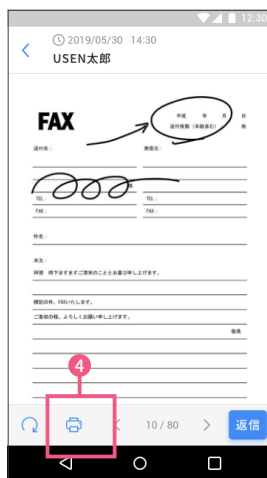 12:30
2019/05/30 14:30
USEN太郎
FAX
平成 年 月 日
送付枚数（本紙含む） 枚
送付先：
発信元：
様
TEL：
TEL：
FAX：
FAX：
件名：
本文：
拝啓 時下ますますご清栄のこととお喜び申し上げます。
標記の件、FAXいたします。
ご査収の程、よろしくお願い申し上げます。
敬具
4
10 / 80
返信